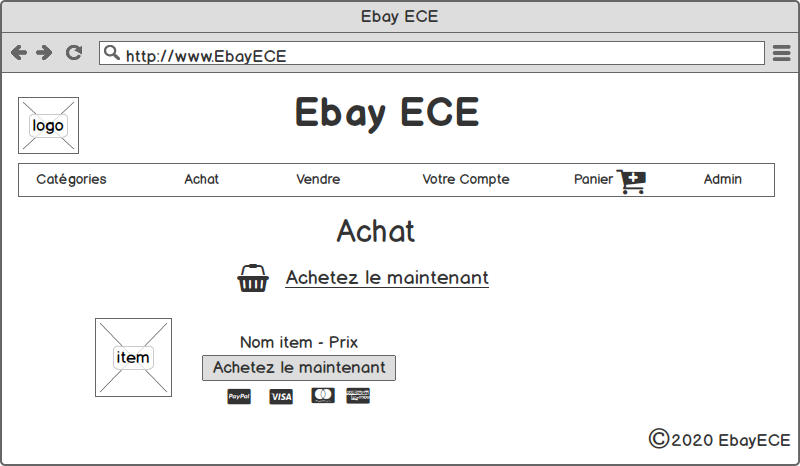 Ebay ECE
http://www.EbayECE
logo
Ebay ECE
Catégories Achat Vendre Votre Compte Panier Admin
Achat
Achetez le maintenant
item
Nom item - Prix
Achetez le maintenant
PayPal VISA
©2020 EbayECE